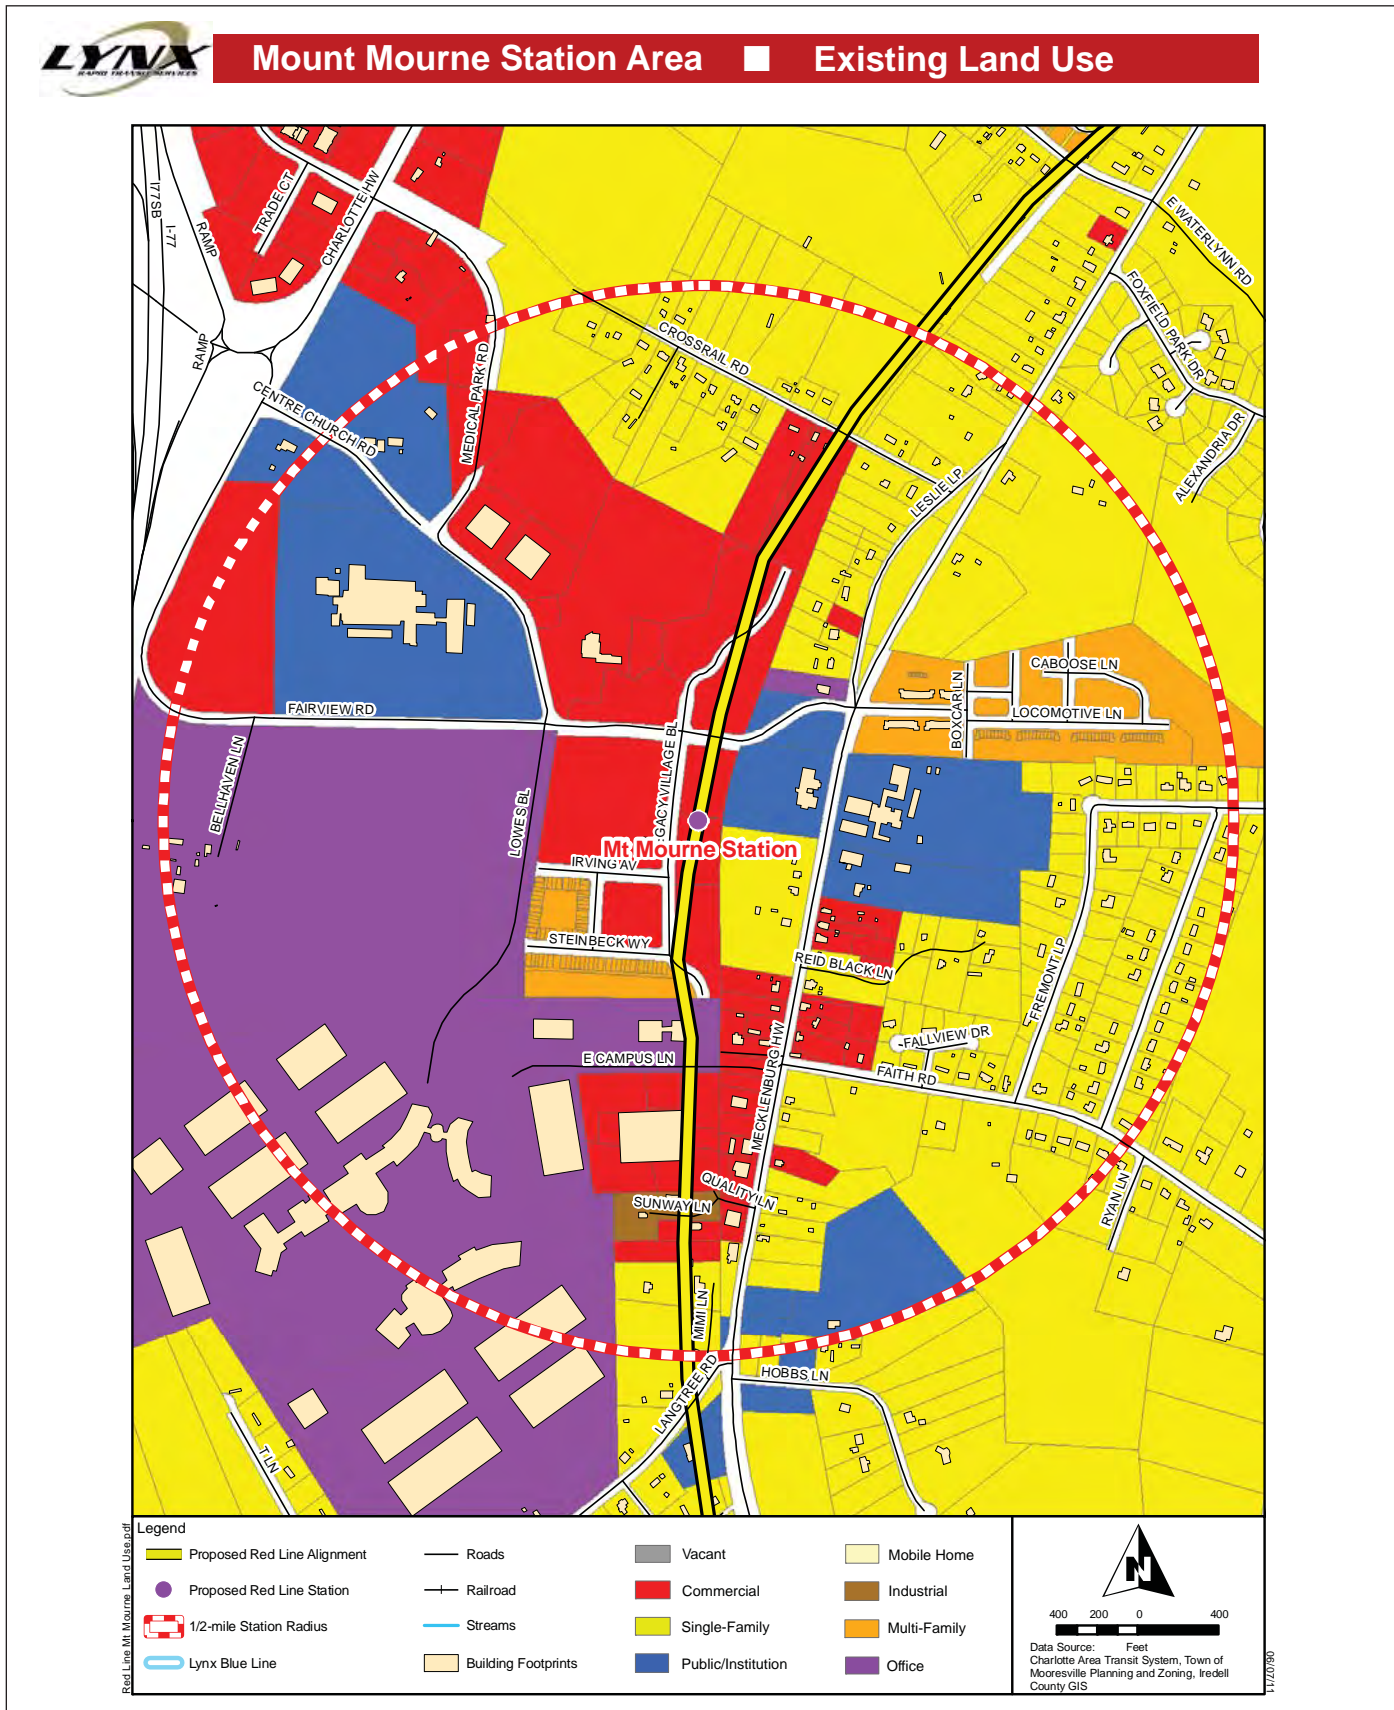 LYNX
RAPID TRANSIT SERVICES
Mount Mourne Station Area ■ Existing Land Use
I77SB
I-77
RAMP
TRADE CT
CHARLOTTE HW
RAMP
MEDICAL PARK RD
CENTRE CHURCH RD
CROSSRAIL RD
E WATERLYNN RD
FOXFIELD PARK DR
ALEXANDRIA DR
LESLIE LP
CABOOSE LN
BOXCAR LN
LOCOMOTIVE LN
FAIRVIEW RD
BELLHAVEN LN
LOWES BL
GACY VILLAGE BL
Mt Mourne Station
IRVING AV
STEINBECK WY
REID BLACK LN
FREMONT LP
FALLVIEW DR
E CAMPUS LN
MECKLENBURG HW
FAITH RD
QUALITY LN
SUNWAY LN
RYAN LN
MIMI LN
LANGTREE RD
HOBBS LN
T LN
Red Line Mt Mourne Land Use.pdf
Legend
Proposed Red Line Alignment
Proposed Red Line Station
1/2-mile Station Radius
Lynx Blue Line
Roads
Railroad
Streams
Building Footprints
Vacant
Commercial
Single-Family
Public/Institution
Mobile Home
Industrial
Multi-Family
Office
N
400 200 0 400
Data Source: Feet
Charlotte Area Transit System, Town of
Mooresville Planning and Zoning, Iredell
County GIS
06/07/11